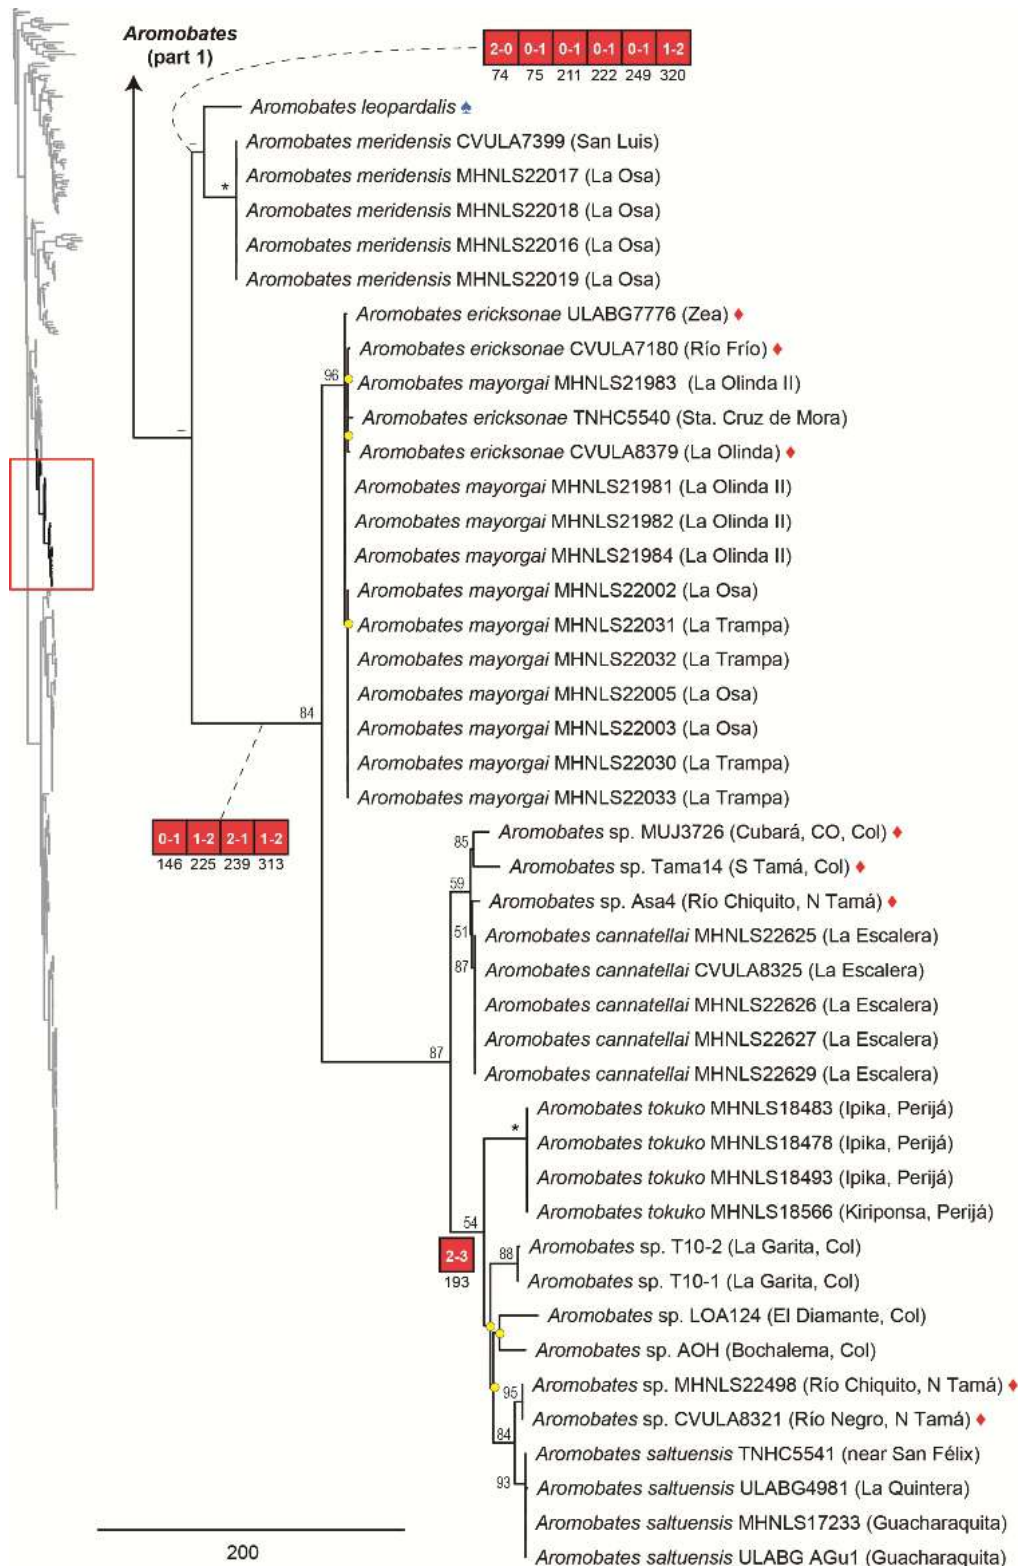 Aromobates
(part 1)
2-0 0-1 0-1 0-1 0-1 1-2
74 75 211 222 249 320
Aromobates leopardalis ♠
–
Aromobates meridensis CVULA7399 (San Luis)
*
Aromobates meridensis MHNLS22017 (La Osa)
Aromobates meridensis MHNLS22018 (La Osa)
Aromobates meridensis MHNLS22016 (La Osa)
Aromobates meridensis MHNLS22019 (La Osa)
Aromobates ericksonae ULABG7776 (Zea) ♦
Aromobates ericksonae CVULA7180 (Río Frío) ♦
96
Aromobates mayorgai MHNLS21983 (La Olinda II)
Aromobates ericksonae TNHC5540 (Sta. Cruz de Mora)
–
Aromobates ericksonae CVULA8379 (La Olinda) ♦
Aromobates mayorgai MHNLS21981 (La Olinda II)
Aromobates mayorgai MHNLS21982 (La Olinda II)
Aromobates mayorgai MHNLS21984 (La Olinda II)
Aromobates mayorgai MHNLS22002 (La Osa)
Aromobates mayorgai MHNLS22031 (La Trampa)
Aromobates mayorgai MHNLS22032 (La Trampa)
Aromobates mayorgai MHNLS22005 (La Osa)
84
Aromobates mayorgai MHNLS22003 (La Osa)
Aromobates mayorgai MHNLS22030 (La Trampa)
Aromobates mayorgai MHNLS22033 (La Trampa)
0-1 1-2 2-1 1-2
146 225 239 313
Aromobates sp. MUJ3726 (Cubará, CO, Col) ♦
85
Aromobates sp. Tama14 (S Tamá, Col) ♦
59
Aromobates sp. Asa4 (Río Chiquito, N Tamá) ♦
51
Aromobates cannatellai MHNLS22625 (La Escalera)
87
Aromobates cannatellai CVULA8325 (La Escalera)
Aromobates cannatellai MHNLS22626 (La Escalera)
Aromobates cannatellai MHNLS22627 (La Escalera)
87
Aromobates cannatellai MHNLS22629 (La Escalera)
Aromobates tokuko MHNLS18483 (Ipika, Perijá)
*
Aromobates tokuko MHNLS18478 (Ipika, Perijá)
Aromobates tokuko MHNLS18493 (Ipika, Perijá)
Aromobates tokuko MHNLS18566 (Kiriponsa, Perijá)
54
2-3
193
Aromobates sp. T10-2 (La Garita, Col)
88
Aromobates sp. T10-1 (La Garita, Col)
Aromobates sp. LOA124 (El Diamante, Col)
Aromobates sp. AOH (Bochalema, Col)
Aromobates sp. MHNLS22498 (Río Chiquito, N Tamá) ♦
95
Aromobates sp. CVULA8321 (Río Negro, N Tamá) ♦
84
Aromobates saltuensis TNHC5541 (near San Félix)
93
Aromobates saltuensis ULABG4981 (La Quintera)
Aromobates saltuensis MHNLS17233 (Guacharaquita)
Aromobates saltuensis ULABG AGu1 (Guacharaquita)
200